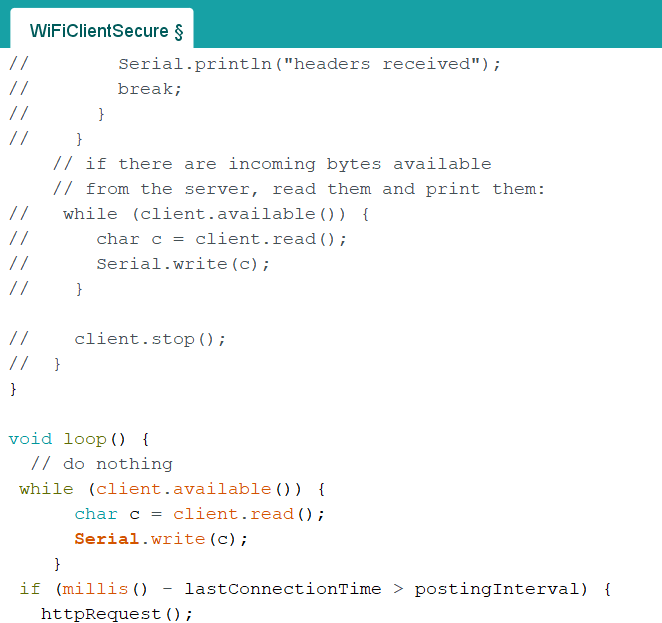 WiFiClientSecure §
//        Serial.println("headers received");
//        break;
//      }
//    }
    // if there are incoming bytes available
    // from the server, read them and print them:
//   while (client.available()) {
//      char c = client.read();
//      Serial.write(c);
//    }
//    client.stop();
//  }
}
void loop() {
  // do nothing
 while (client.available()) {
      char c = client.read();
      Serial.write(c);
    }
 if (millis() - lastConnectionTime > postingInterval) {
   httpRequest();